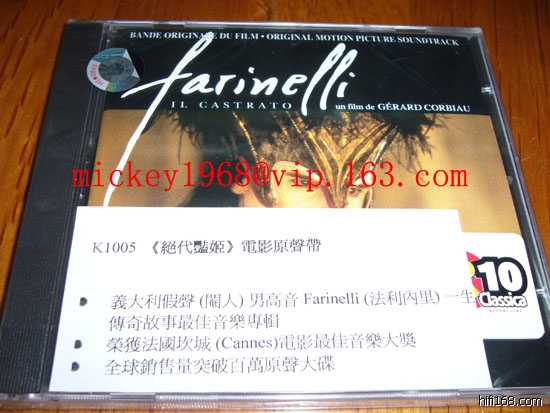 BANDE ORIGINALE DU FILM • ORIGINAL MOTION PICTURE SOUNDTRACK
farinelli
IL CASTRATO
un film de GÉRARD CORBIAU
mickey1968@vip.163.com
K1005 《絕代豔姬》電影原聲帶
10
Classica
REPERTOIRE
• 義大利假聲 (閹人) 男高音 Farinelli (法利內里) 一生
傳奇故事最佳音樂專輯
• 榮獲法國坎城 (Cannes)電影最佳音樂大獎
• 全球銷售量突破百萬原聲大碟
hifi168.com